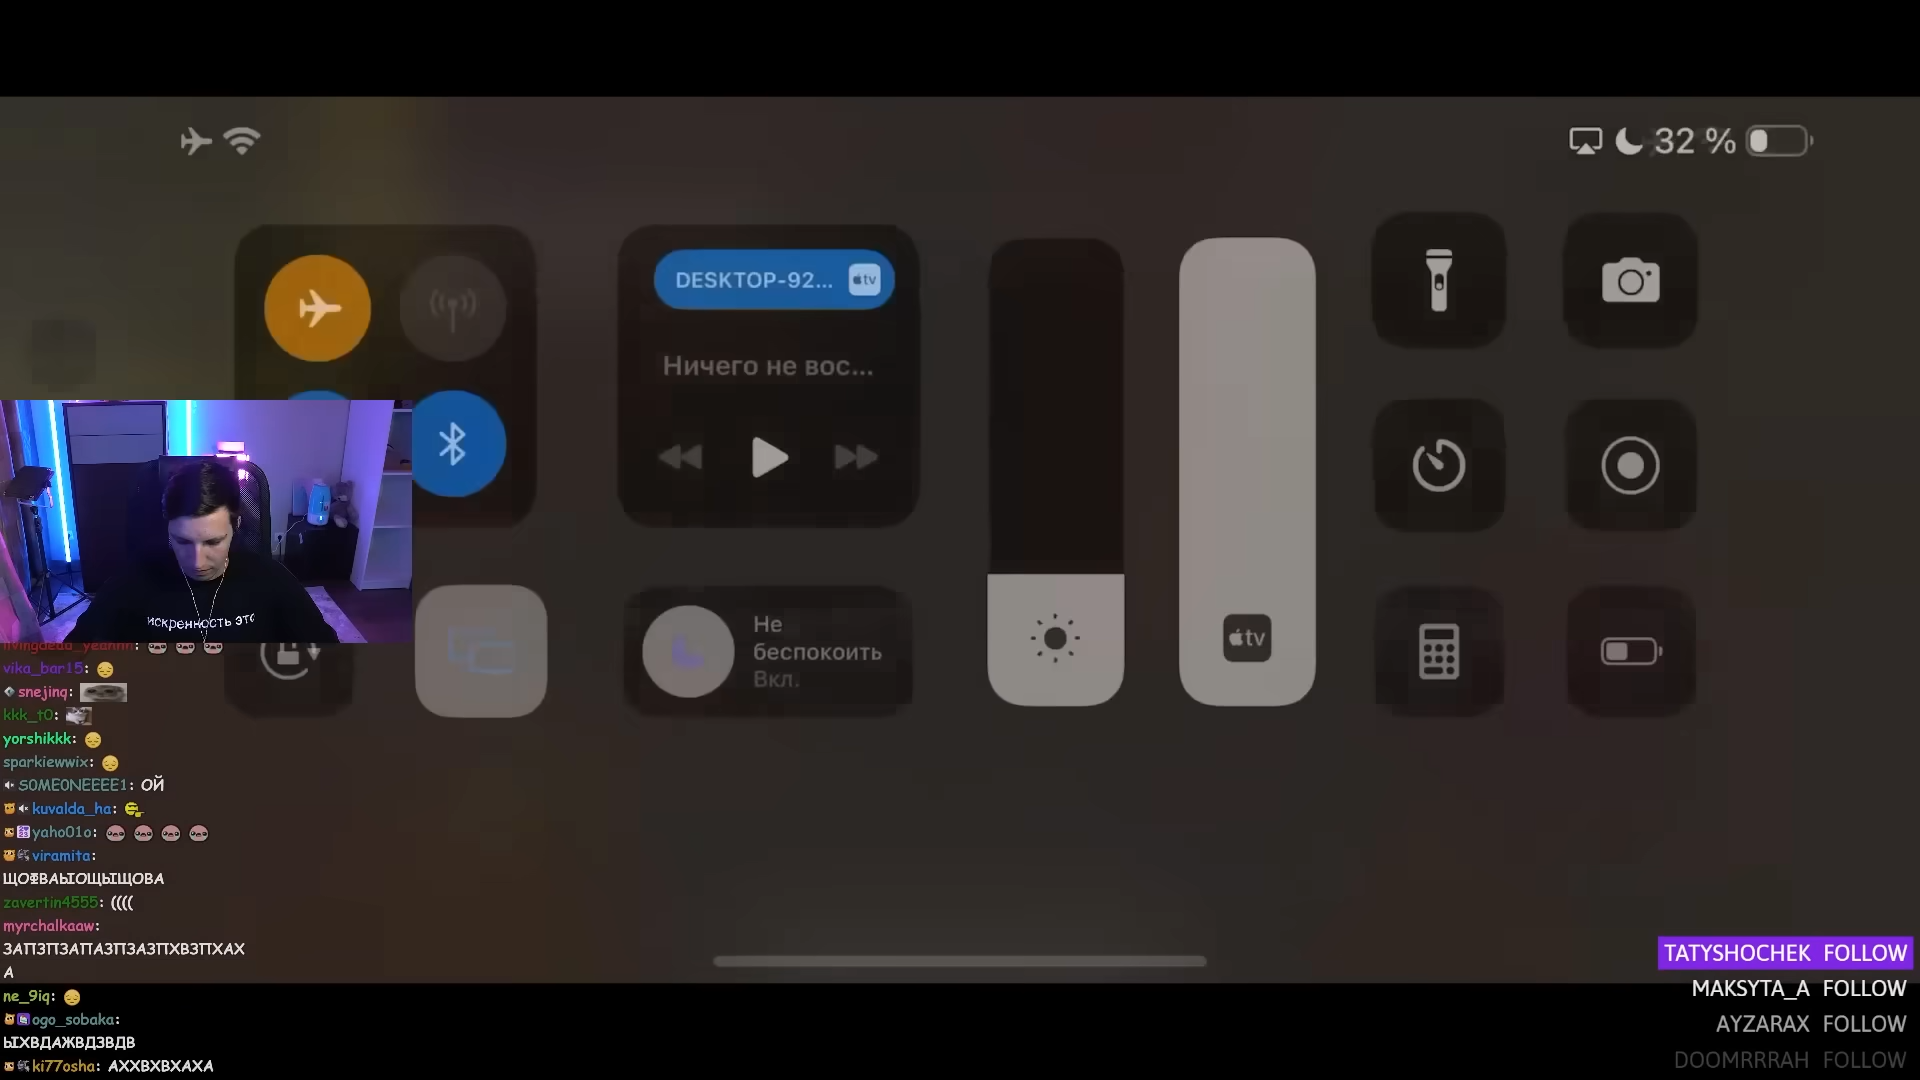 32 %
DESKTOP-92...
tv
Ничего не вос...
Не
беспокоить
Вкл.
tv
искренность это
vika_bar15:
snejinq:
kkk_t0:
yorshikkk:
sparkiewwix:
S0ME0NEEEE1: ОЙ
kuvalda_ha:
yaho01o:
viramita:
ЩОФВАЫОЩЫЩОВА
zavertin4555: ((((
myrchalkaaw:
ЗАПЗПЗАПАЗПЗАЗПХВЗПХАХ
А
ne_9iq:
ogo_sobaka:
ЫХВДАЖВДЗВДВ
ki77osha: АХХВХВХАХА
TATYSHOCHEK FOLLOW
MAKSYTA_A FOLLOW
AYZARAX FOLLOW
DOOMRRRAH FOLLOW